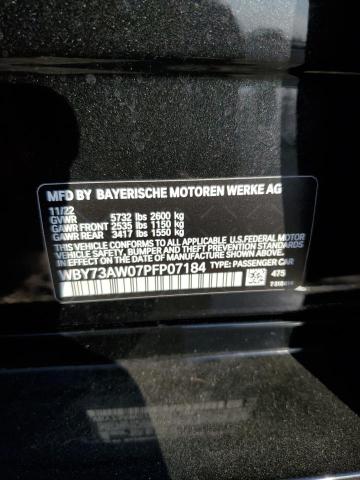 MFD BY BAYERISCHE MOTOREN WERKE AG
11/22
GVWR 5732 lbs 2600 kg
GAWR FRONT 2535 lbs 1150 kg
GAWR REAR 3417 lbs 1550 kg
THIS VEHICLE CONFORMS TO ALL APPLICABLE U.S.FEDERAL MOTOR
VEHICLE SAFETY, BUMPER, AND THEFT PREVENTION STANDARDS
IN EFFECT ON THE DATE OF MANUFACTURE SHOWN ABOVE.
WBY73AW07PFP07184 TYPE: PASSENGER CAR
475